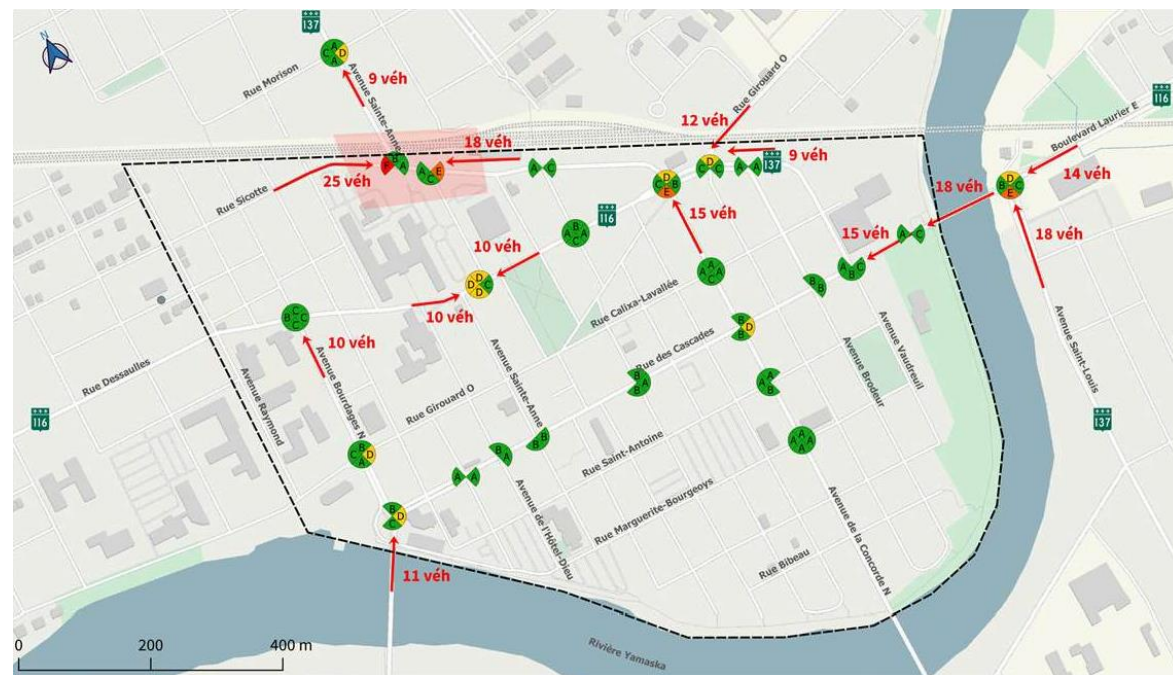 137
Rue Morison
Avenue Sainte-Anne
9 véh
C A D
A
Rue Girouard O
12 véh
116
Boulevard Laurier E
18 véh
B A
A C E
A C
D
C C
A A
137
9 véh
14 véh
Rue Sicotte
25 véh
D
C B
E
D
B C
E
18 véh
116
15 véh
15 véh
A C
18 véh
B
A A
C
10 véh
D
D C
D
A
A A
C
A C
B
B
B
Rue Calixa-Lavallée
10 véh
C
B C
C
10 véh
Rue des Cascades
B
D
B
Avenue Saint-Louis
Avenue Vaudreuil
Avenue Brodeur
Rue Dessaulles
Avenue Raymond
Avenue Bourdages N
Rue Girouard O
Avenue Sainte-Anne
B
A
B
A
A
B
116
137
B
C D
A
B
B
B
A
A A
Rue Saint-Antoine
A
A A
A
Rue Marguerite-Bourgeoys
B
D
C
Avenue de l'Hôtel-Dieu
Avenue de la Concorde N
Rue Bibeau
11 véh
Rivière Yamaska
0 200 400 m